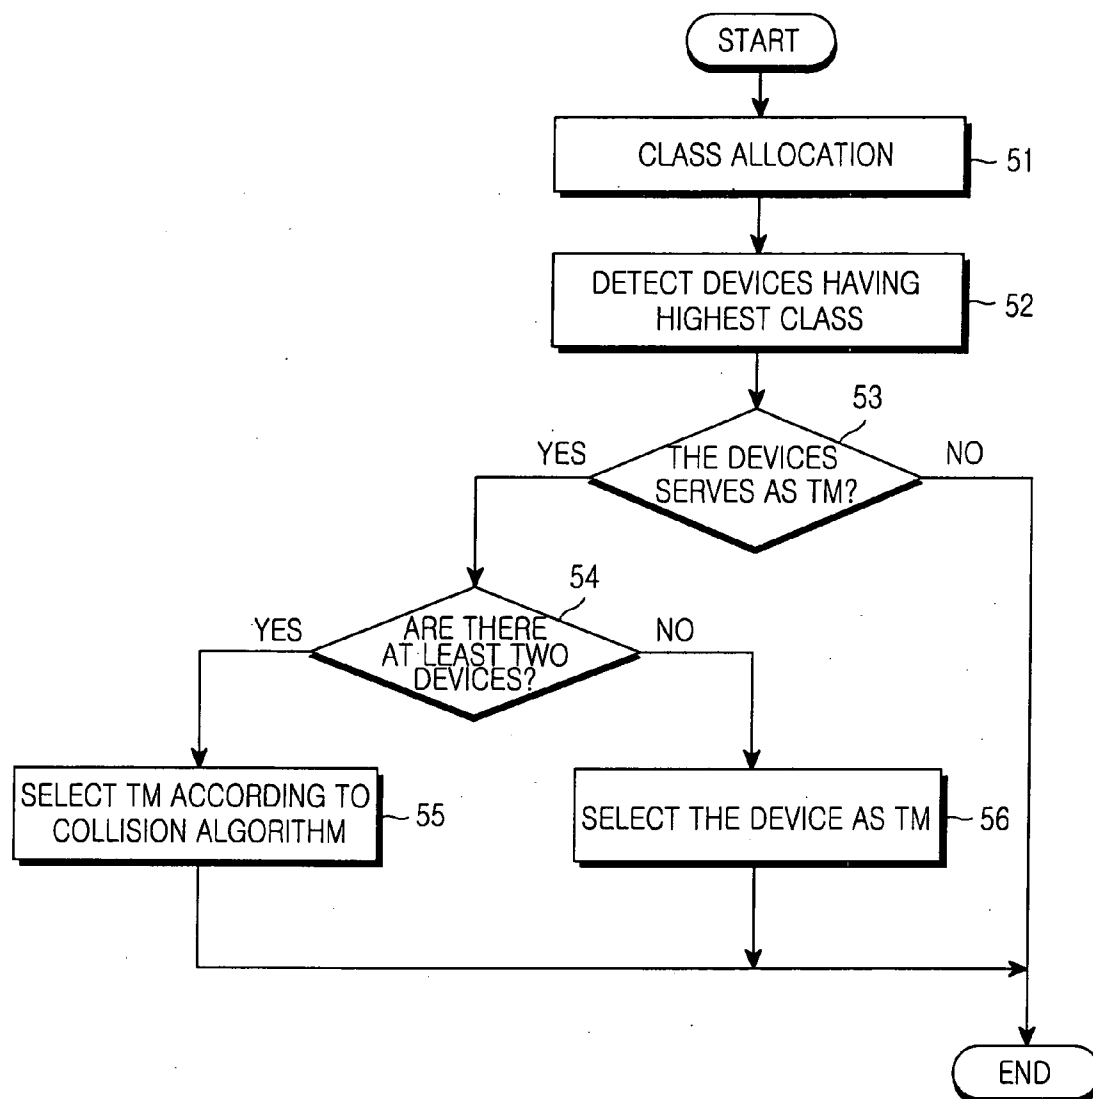 START
CLASS ALLOCATION
51
DETECT DEVICES HAVING
HIGHEST CLASS
52
53
YES
THE DEVICES
SERVES AS TM?
NO
54
YES
ARE THERE
AT LEAST TWO
DEVICES?
NO
SELECT TM ACCORDING TO
COLLISION ALGORITHM
55
SELECT THE DEVICE AS TM
56
END